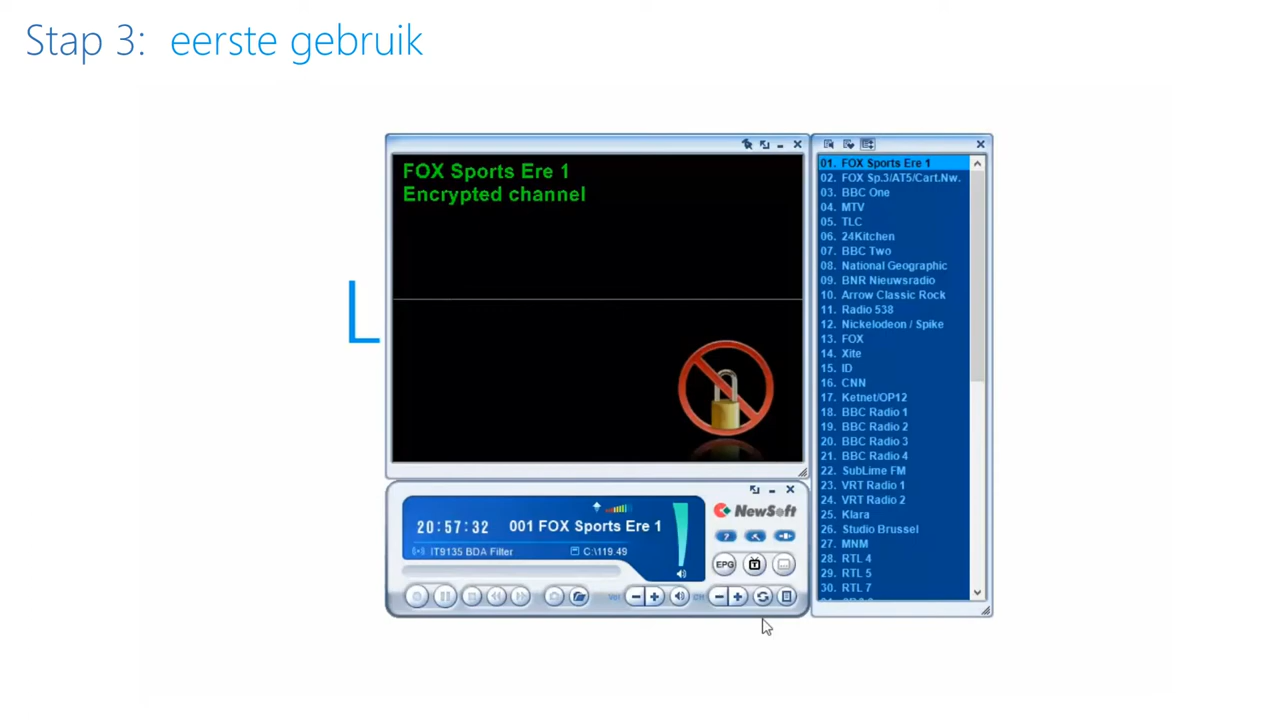 Stap 3: eerste gebruik
L
FOX Sports Ere 1
Encrypted channel
01. FOX Sports Ere 1
02. FOX Sp.3/AT5/Cart.Nw.
03. BBC One
04. MTV
05. TLC
06. 24Kitchen
07. BBC Two
08. National Geographic
09. BNR Nieuwsradio
10. Arrow Classic Rock
11. Radio 538
12. Nickelodeon / Spike
13. FOX
14. Xite
15. ID
16. CNN
17. Ketnet/OP12
18. BBC Radio 1
19. BBC Radio 2
20. BBC Radio 3
21. BBC Radio 4
22. SubLime FM
23. VRT Radio 1
24. VRT Radio 2
25. Klara
26. Studio Brussel
27. MNM
28. RTL 4
29. RTL 5
30. RTL 7
NewSoft
20:57:32 001 FOX Sports Ere 1
IT9135 BDA Filter C:\119.49
EPG
Vol
CH